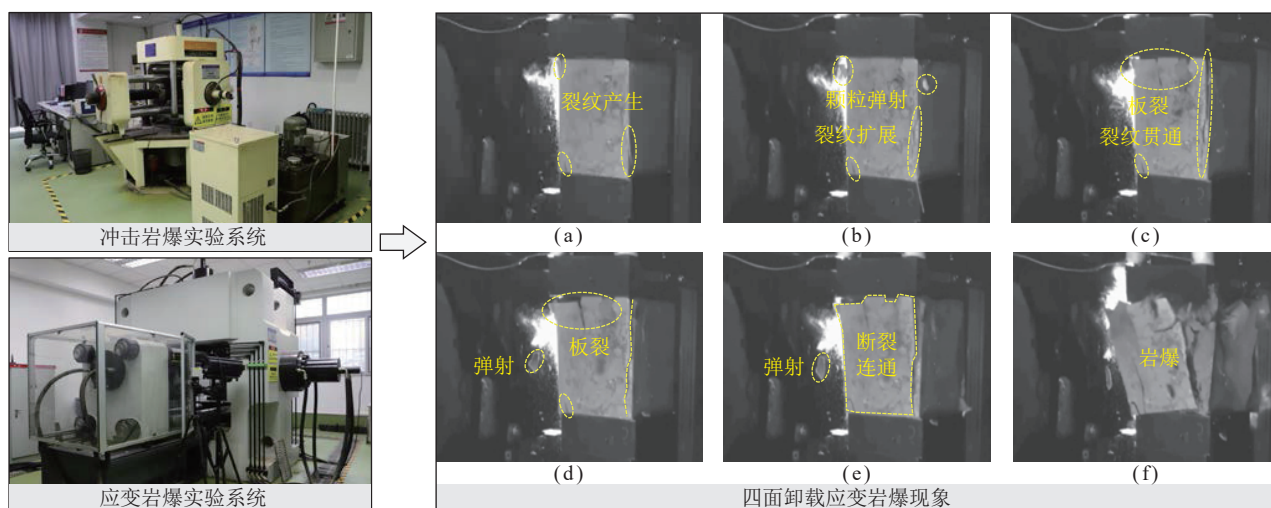 冲击岩爆实验系统
应变岩爆实验系统
裂纹产生
(a)
颗粒弹射
裂纹扩展
(b)
板裂
裂纹贯通
(c)
弹射
板裂
(d)
弹射
断裂
连通
(e)
岩爆
(f)
四面卸载应变岩爆现象